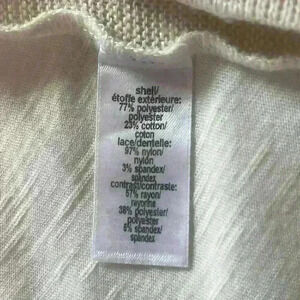 shell/
étoffe extérieure:
77% polyester/
polyester
23% cotton/
coton
lace/dentelle:
97% nylon/
nylon
3% spandex/
spandex
contrast/contraste:
57% rayon/
rayonne
38% polyester/
polyester
5% spandex/
spandex